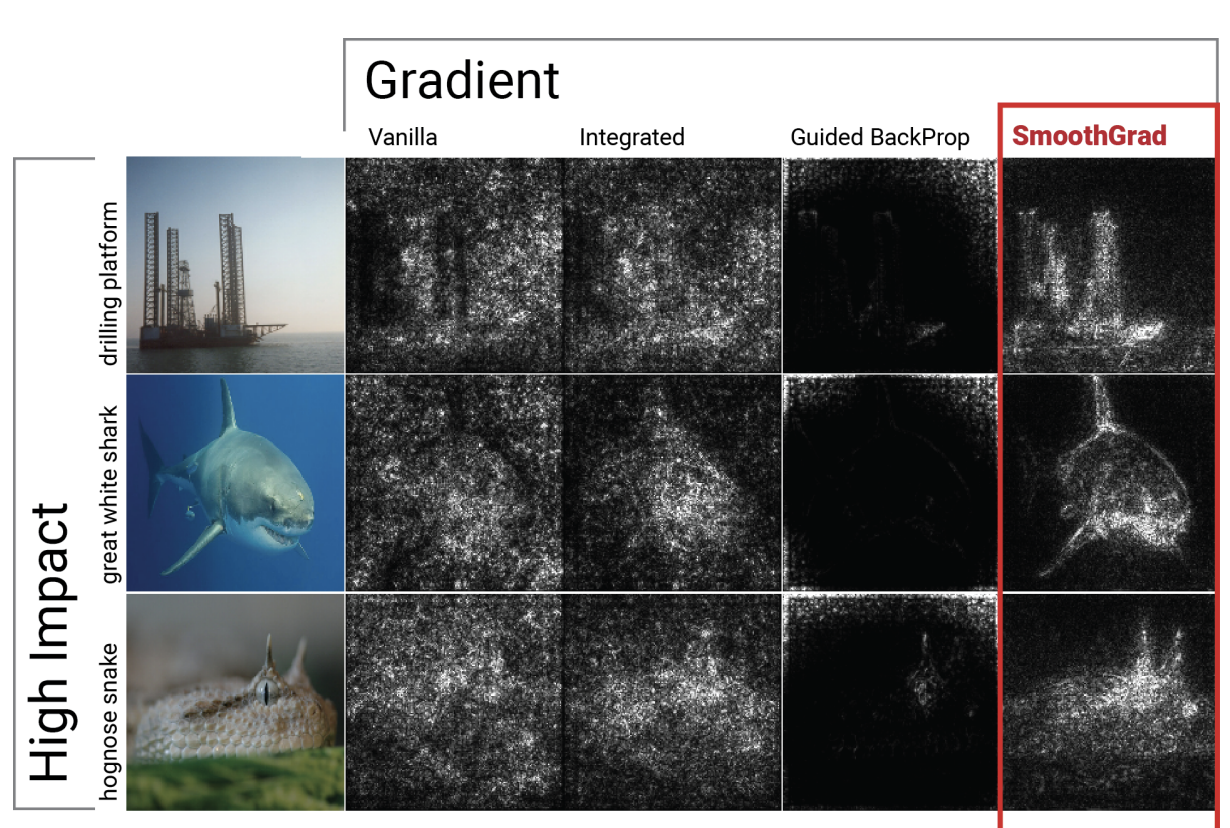 Gradient
Vanilla
Integrated
Guided BackProp
SmoothGrad
High Impact
drilling platform
great white shark
hognose snake